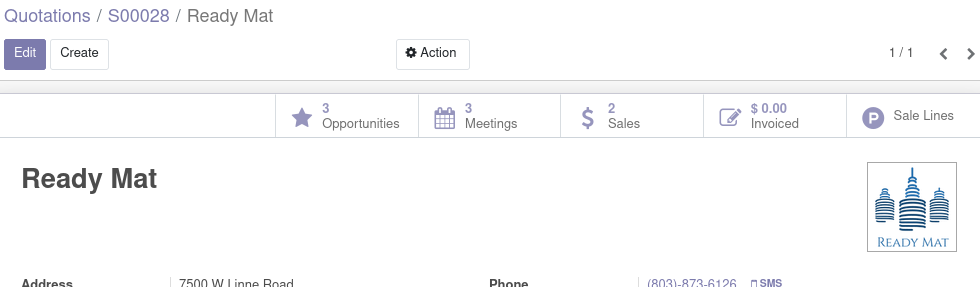 Quotations / S00028 / Ready Mat
Edit Create Action 1 / 1
3 Opportunities 3 Meetings 2 Sales $ 0.00 Invoiced P Sale Lines
Ready Mat
READY MAT
Address 7500 W Linne Road Phone (803)-873-6126 SMS